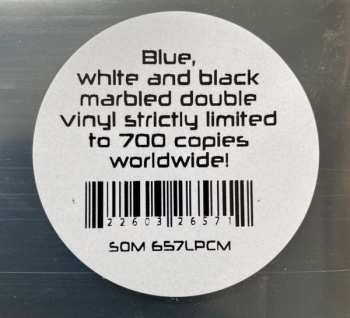 Blue,
white and black
marbled double
vinyl strictly limited
to 700 copies
worldwide!
22603 26571
SOM 657LPCM